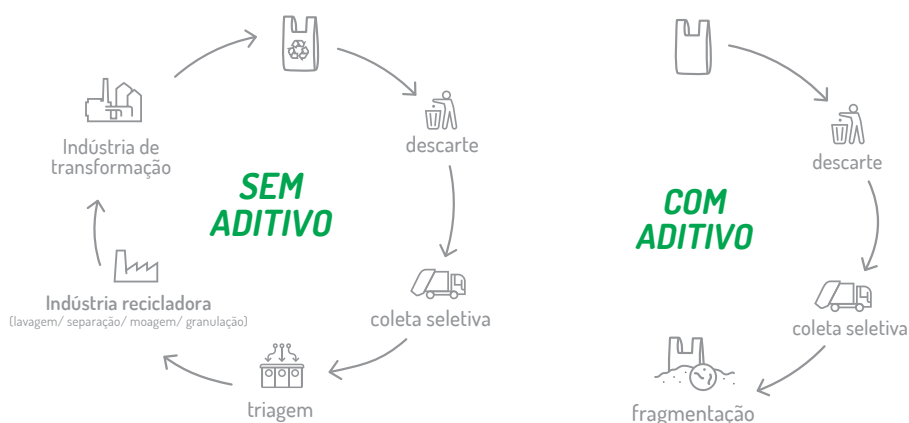 descarte
Indústria de
transformação
SEM
ADITIVO
Indústria recicladora
(lavagem/ separação/ moagem/ granulação)
coleta seletiva
triagem
descarte
COM
ADITIVO
coleta seletiva
fragmentação